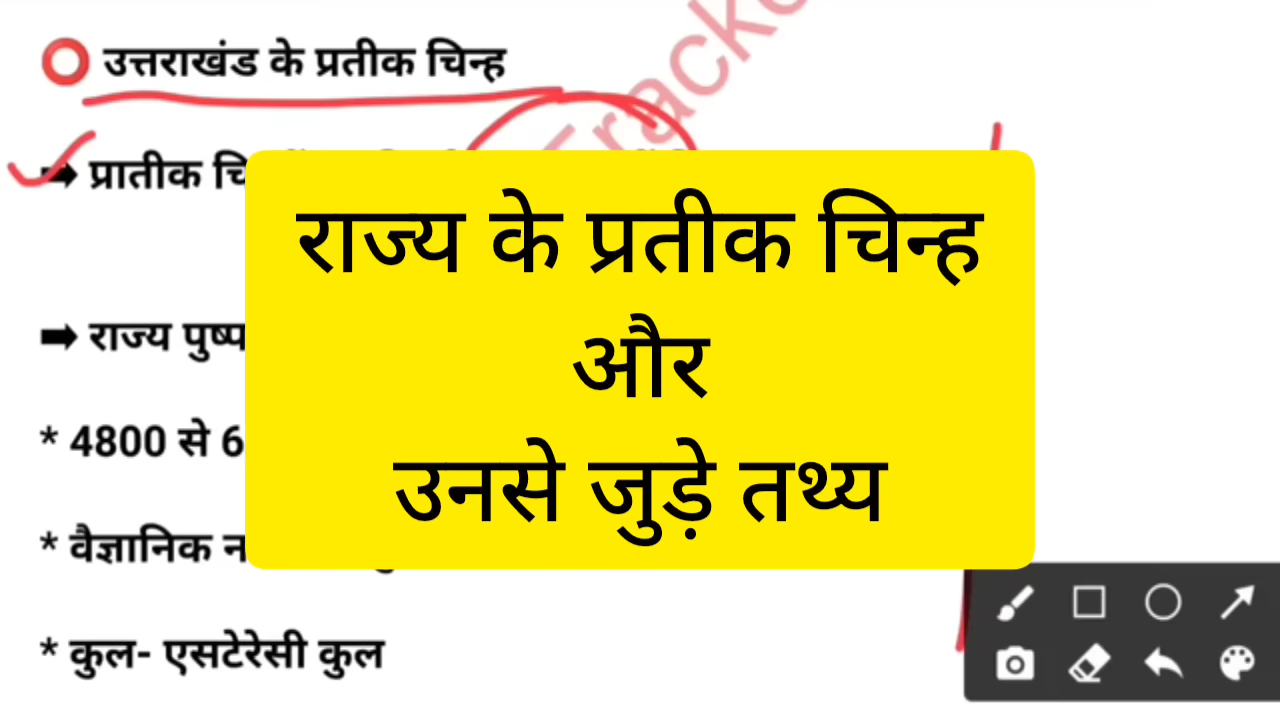 उत्तराखंड के प्रतीक चिन्ह
प्रातीक
राज्य के प्रतीक चिन्ह
और
उनसे जुड़े तथ्य
राज्य पुष्प
* 4800 से 6
* वैज्ञानिक
* कुल- एसटेरेसी कुल